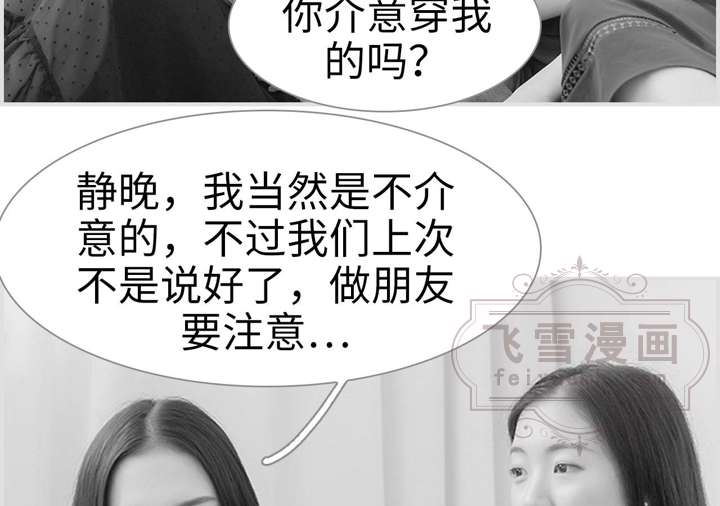 你介意穿我
的吗？
静晚，我当然是不介
意的，不过我们上次
不是说好了，做朋友
要注意...
飞雪漫画